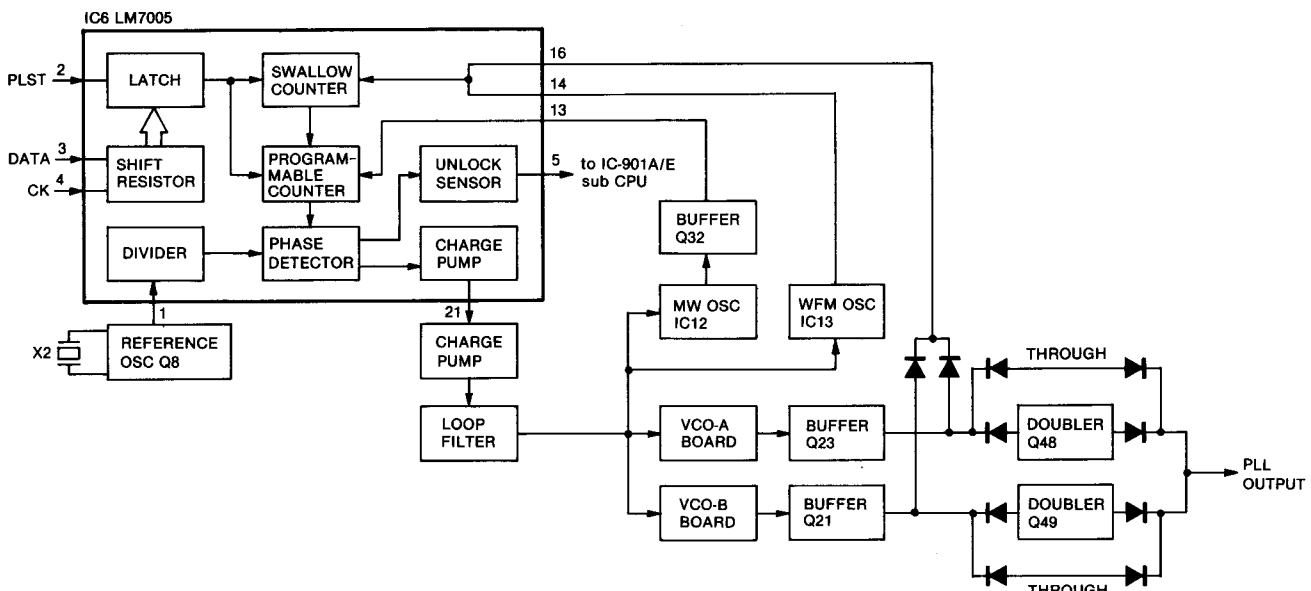 IC6 LM7005
PLST
2
LATCH
SWALLOW
COUNTER
16
14
13
DATA
3
CK
4
SHIFT
RESISTOR
PROGRAM-
MABLE
COUNTER
UNLOCK
SENSOR
5
to IC-901A/E
sub CPU
DIVIDER
PHASE
DETECTOR
CHARGE
PUMP
BUFFER
Q32
1
21
X2
REFERENCE
OSC Q8
CHARGE
PUMP
MW OSC
IC12
WFM OSC
IC13
LOOP
FILTER
VCO-A
BOARD
BUFFER
Q23
THROUGH
DOUBLER
Q48
VCO-B
BOARD
BUFFER
Q21
DOUBLER
Q49
PLL
OUTPUT
THROUGH